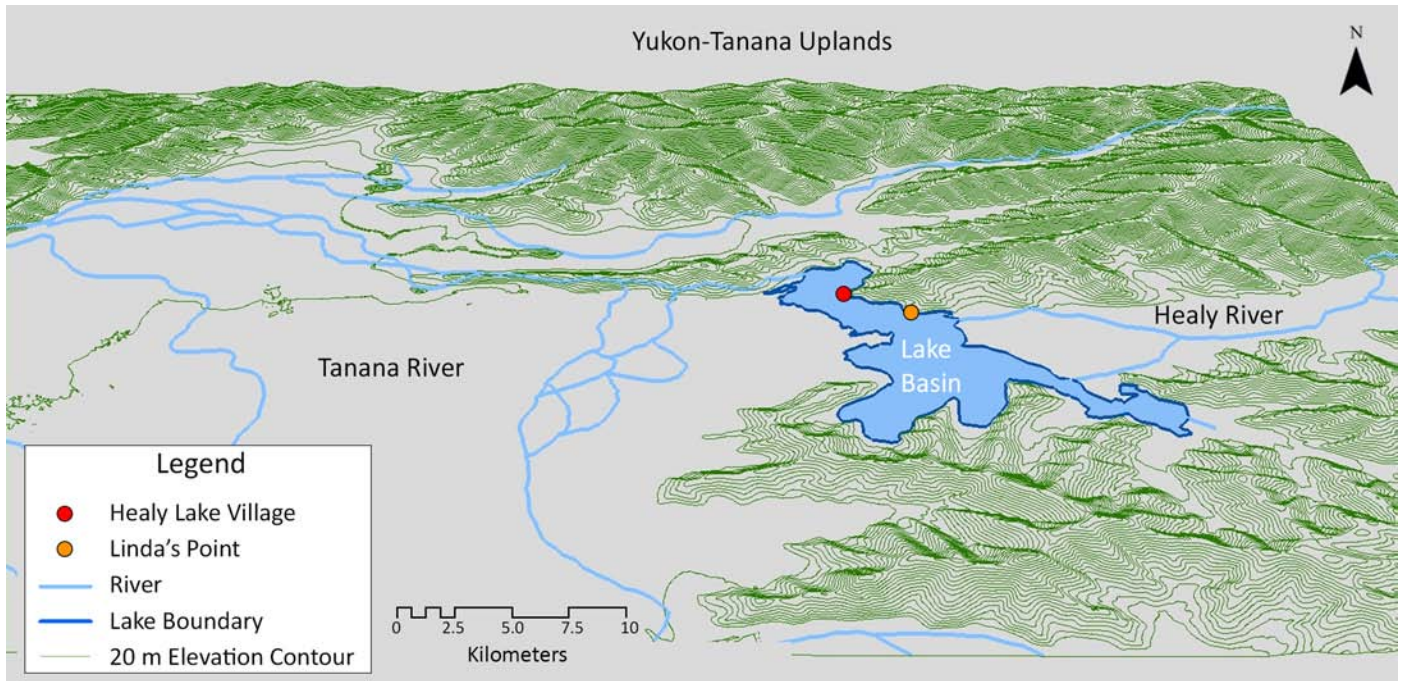 Yukon-Tanana Uplands
N
Healy River
Lake
Basin
Tanana River
Legend
Healy Lake Village
Linda’s Point
River
Lake Boundary
20 m Elevation Contour
0 2.5 5.0 7.5 10
Kilometers